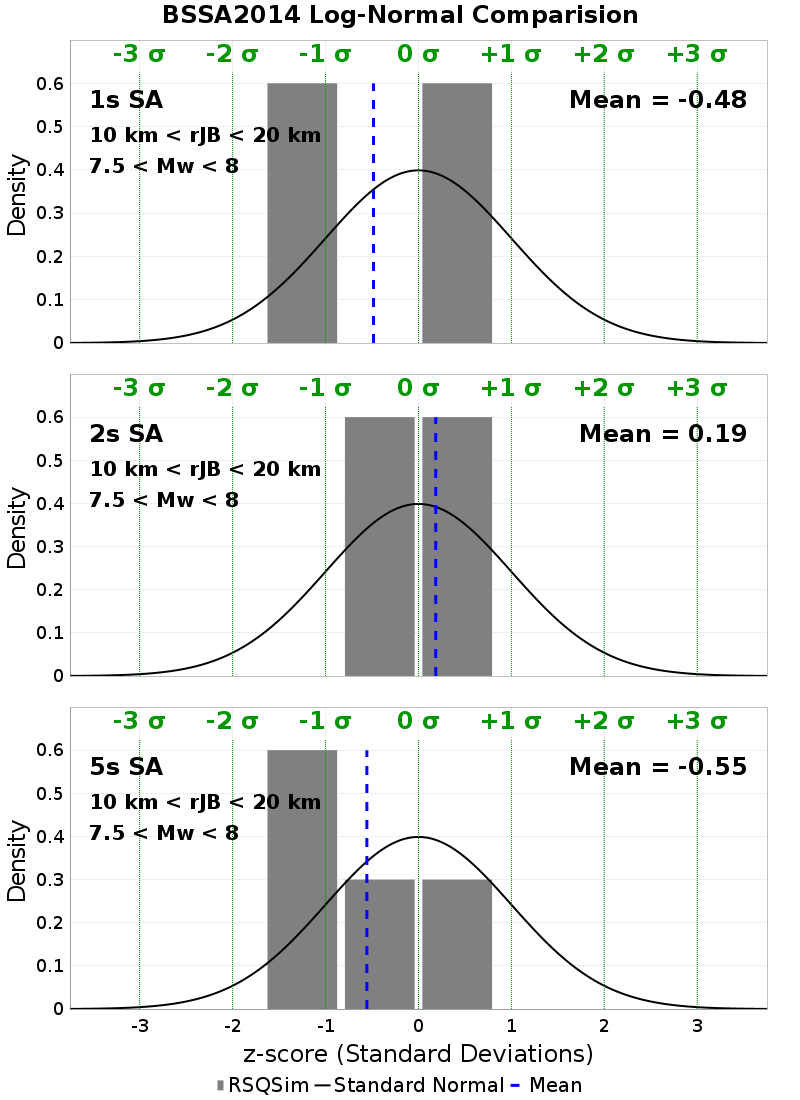 BSSA2014 Log-Normal Comparision
-3 σ -2 σ -1 σ 0 σ +1 σ +2 σ +3 σ
1s SA Mean = -0.48
10 km < rJB < 20 km
7.5 < Mw < 8
Density
0.6
0.5
0.4
0.3
0.2
0.1
0
-3 σ -2 σ -1 σ 0 σ +1 σ +2 σ +3 σ
2s SA Mean = 0.19
10 km < rJB < 20 km
7.5 < Mw < 8
Density
0.6
0.5
0.4
0.3
0.2
0.1
0
-3 σ -2 σ -1 σ 0 σ +1 σ +2 σ +3 σ
5s SA Mean = -0.55
10 km < rJB < 20 km
7.5 < Mw < 8
Density
0.6
0.5
0.4
0.3
0.2
0.1
0
-3 -2 -1 0 1 2 3
z-score (Standard Deviations)
RSQSim Standard Normal Mean